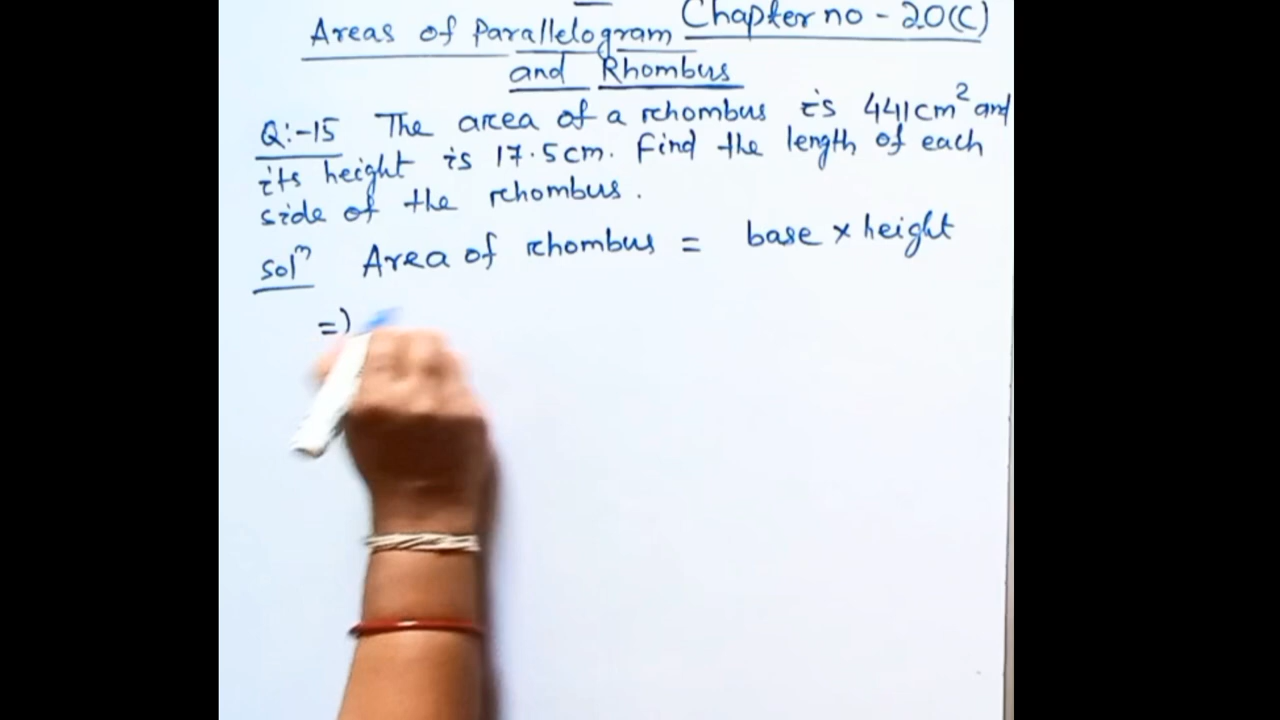 Areas of Parallelogram Chapter no - 20(C)
and Rhombus
Q:-15 The area of a rhombus is 441cm² and
its height is 17.5cm. Find the length of each
side of the rhombus.
Solⁿ Area of rhombus = base × height
=)